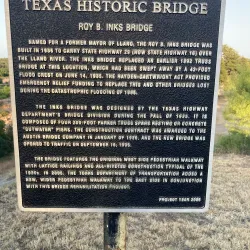 TEXAS HISTORIC BRIDGE
ROY B. INKS BRIDGE
NAMED FOR A FORMER MAYOR OF LLANO, THE ROY B. INKS BRIDGE WAS
BUILT IN 1936 TO CARRY STATE HIGHWAY 29 (NOW STATE HIGHWAY 16) OVER
THE LLANO RIVER. THE INKS BRIDGE REPLACED AN EARLIER 1892 TRUSS
BRIDGE AT THIS LOCATION, WHICH HAD BEEN SWEPT AWAY BY A 42-FOOT
FLOOD CREST ON JUNE 14, 1935. THE HAYDEN-CARTWRIGHT ACT PROVIDED
EMERGENCY RELIEF FUNDING TO REPLACE THIS AND OTHER BRIDGES LOST
DURING THE CATASTROPHIC FLOODING OF 1935.
THE INKS BRIDGE WAS DESIGNED BY THE TEXAS HIGHWAY
DEPARTMENT'S BRIDGE DIVISION DURING THE FALL OF 1935. IT IS
COMPOSED OF FOUR 200-FOOT PARKER TRUSS SPANS RESTING ON CONCRETE
PIERS. THE CONSTRUCTION CONTRACT WAS AWARDED TO THE
AUSTIN BRIDGE COMPANY IN JANUARY OF 1936, AND THE NEW BRIDGE WAS
OPENED TO TRAFFIC ON SEPTEMBER 16, 1936.
THE BRIDGE FEATURES THE ORIGINAL WEST SIDE PEDESTRIAN WALKWAY
WITH LATTICE RAILINGS AND ALL-RIVETED CONSTRUCTION TYPICAL OF THE
1930s. IN 2005, THE TEXAS DEPARTMENT OF TRANSPORTATION ADDED A
NEW, WIDER PEDESTRIAN WALKWAY TO THE EAST SIDE IN CONJUNCTION
WITH THIS BRIDGE REHABILITATION PROJECT.
PROJECT YEAR 2005